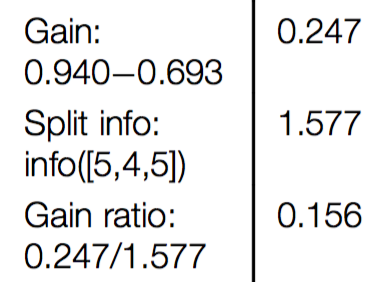 Gain: 0.247
0.940−0.693
Split info: 1.577
info([5,4,5])
Gain ratio: 0.156
0.247/1.577